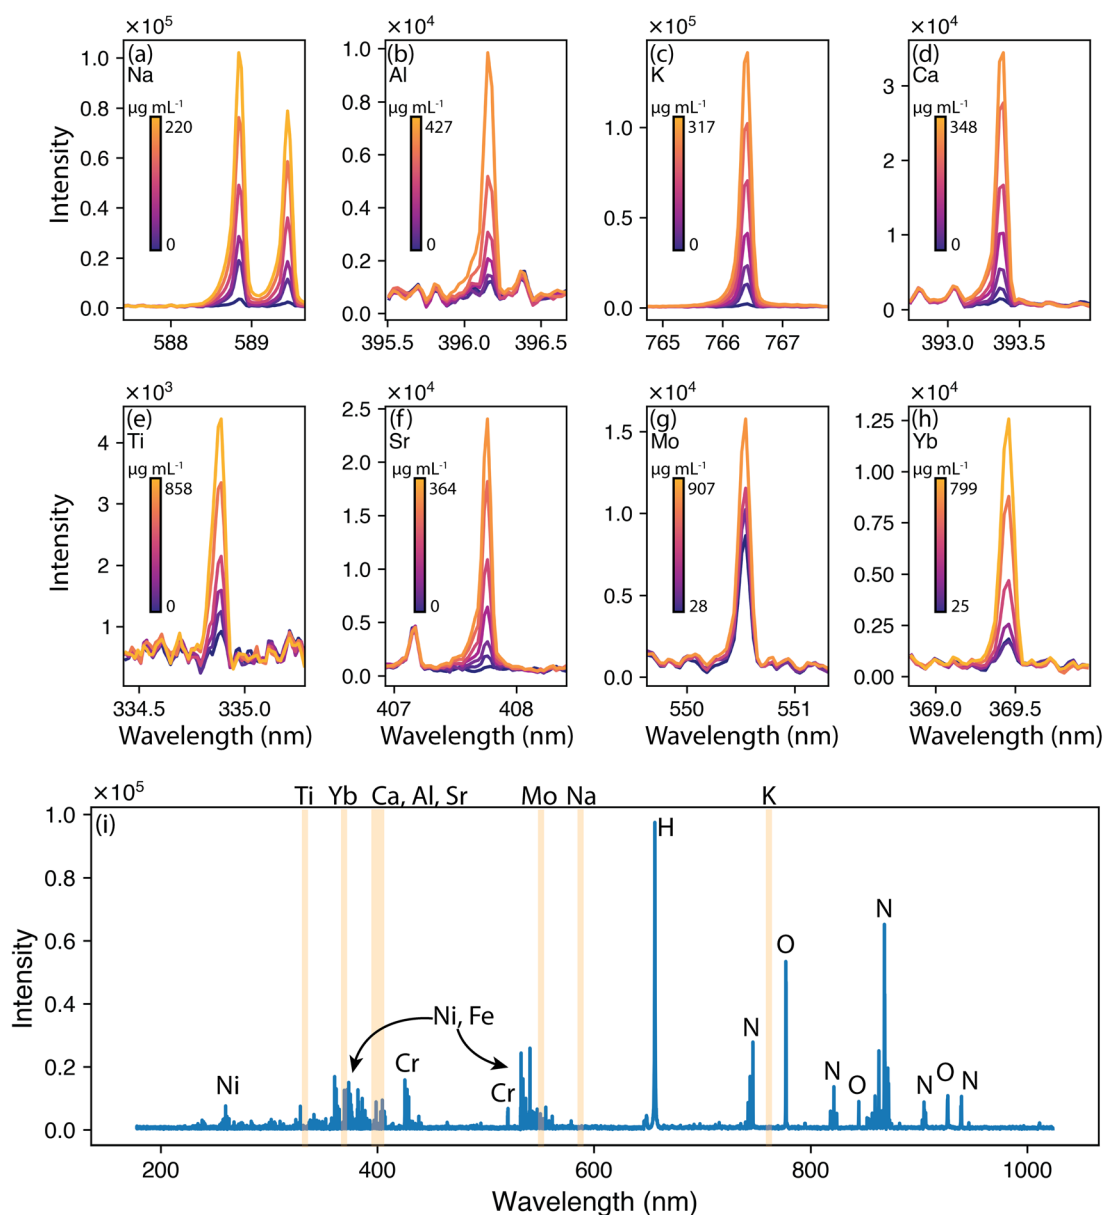 ×10⁵
(a)
Na
µg mL⁻¹
220
0
Intensity
1.0
0.8
0.6
0.4
0.2
0.0
588 589
×10⁴
(b)
Al
µg mL⁻¹
427
0
1.0
0.8
0.6
0.4
0.2
0.0
395.5 396.0 396.5
×10⁵
(c)
K
µg mL⁻¹
317
0
1.0
0.5
0.0
765 766 767
×10⁴
(d)
Ca
µg mL⁻¹
348
0
3
2
1
0
393.0 393.5
×10³
(e)
Ti
µg mL⁻¹
858
0
Intensity
4
3
2
1
334.5 335.0
Wavelength (nm)
×10⁴
(f)
Sr
µg mL⁻¹
364
0
2.5
2.0
1.5
1.0
0.5
0.0
407 408
Wavelength (nm)
×10⁴
(g)
Mo
µg mL⁻¹
907
28
1.5
1.0
0.5
0.0
550 551
Wavelength (nm)
×10⁴
(h)
Yb
µg mL⁻¹
799
25
1.25
1.00
0.75
0.50
0.25
0.00
369.0 369.5
Wavelength (nm)
×10⁵
Ti Yb Ca, Al, Sr Mo Na K
(i)
H
N
O
N
Ni, Fe
Cr
Ni
Cr
N
O
N
O
N
Intensity
1.0
0.8
0.6
0.4
0.2
0.0
200 400 600 800 1000
Wavelength (nm)